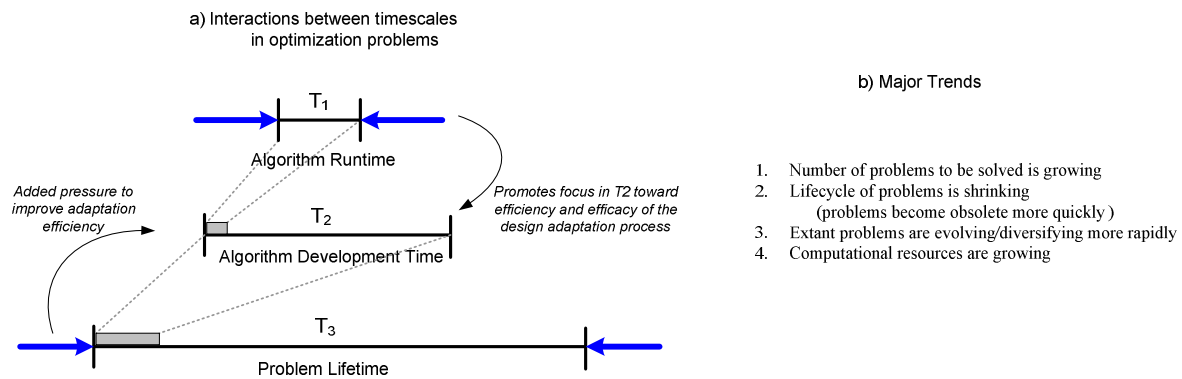 a) Interactions between timescales
in optimization problems
T1
Algorithm Runtime
Added pressure to
improve adaptation
efficiency
Promotes focus in T2 toward
efficiency and efficacy of the
design adaptation process
T2
Algorithm Development Time
T3
Problem Lifetime
b) Major Trends
1. Number of problems to be solved is growing
2. Lifecycle of problems is shrinking
(problems become obsolete more quickly )
3. Extant problems are evolving/diversifying more rapidly
4. Computational resources are growing